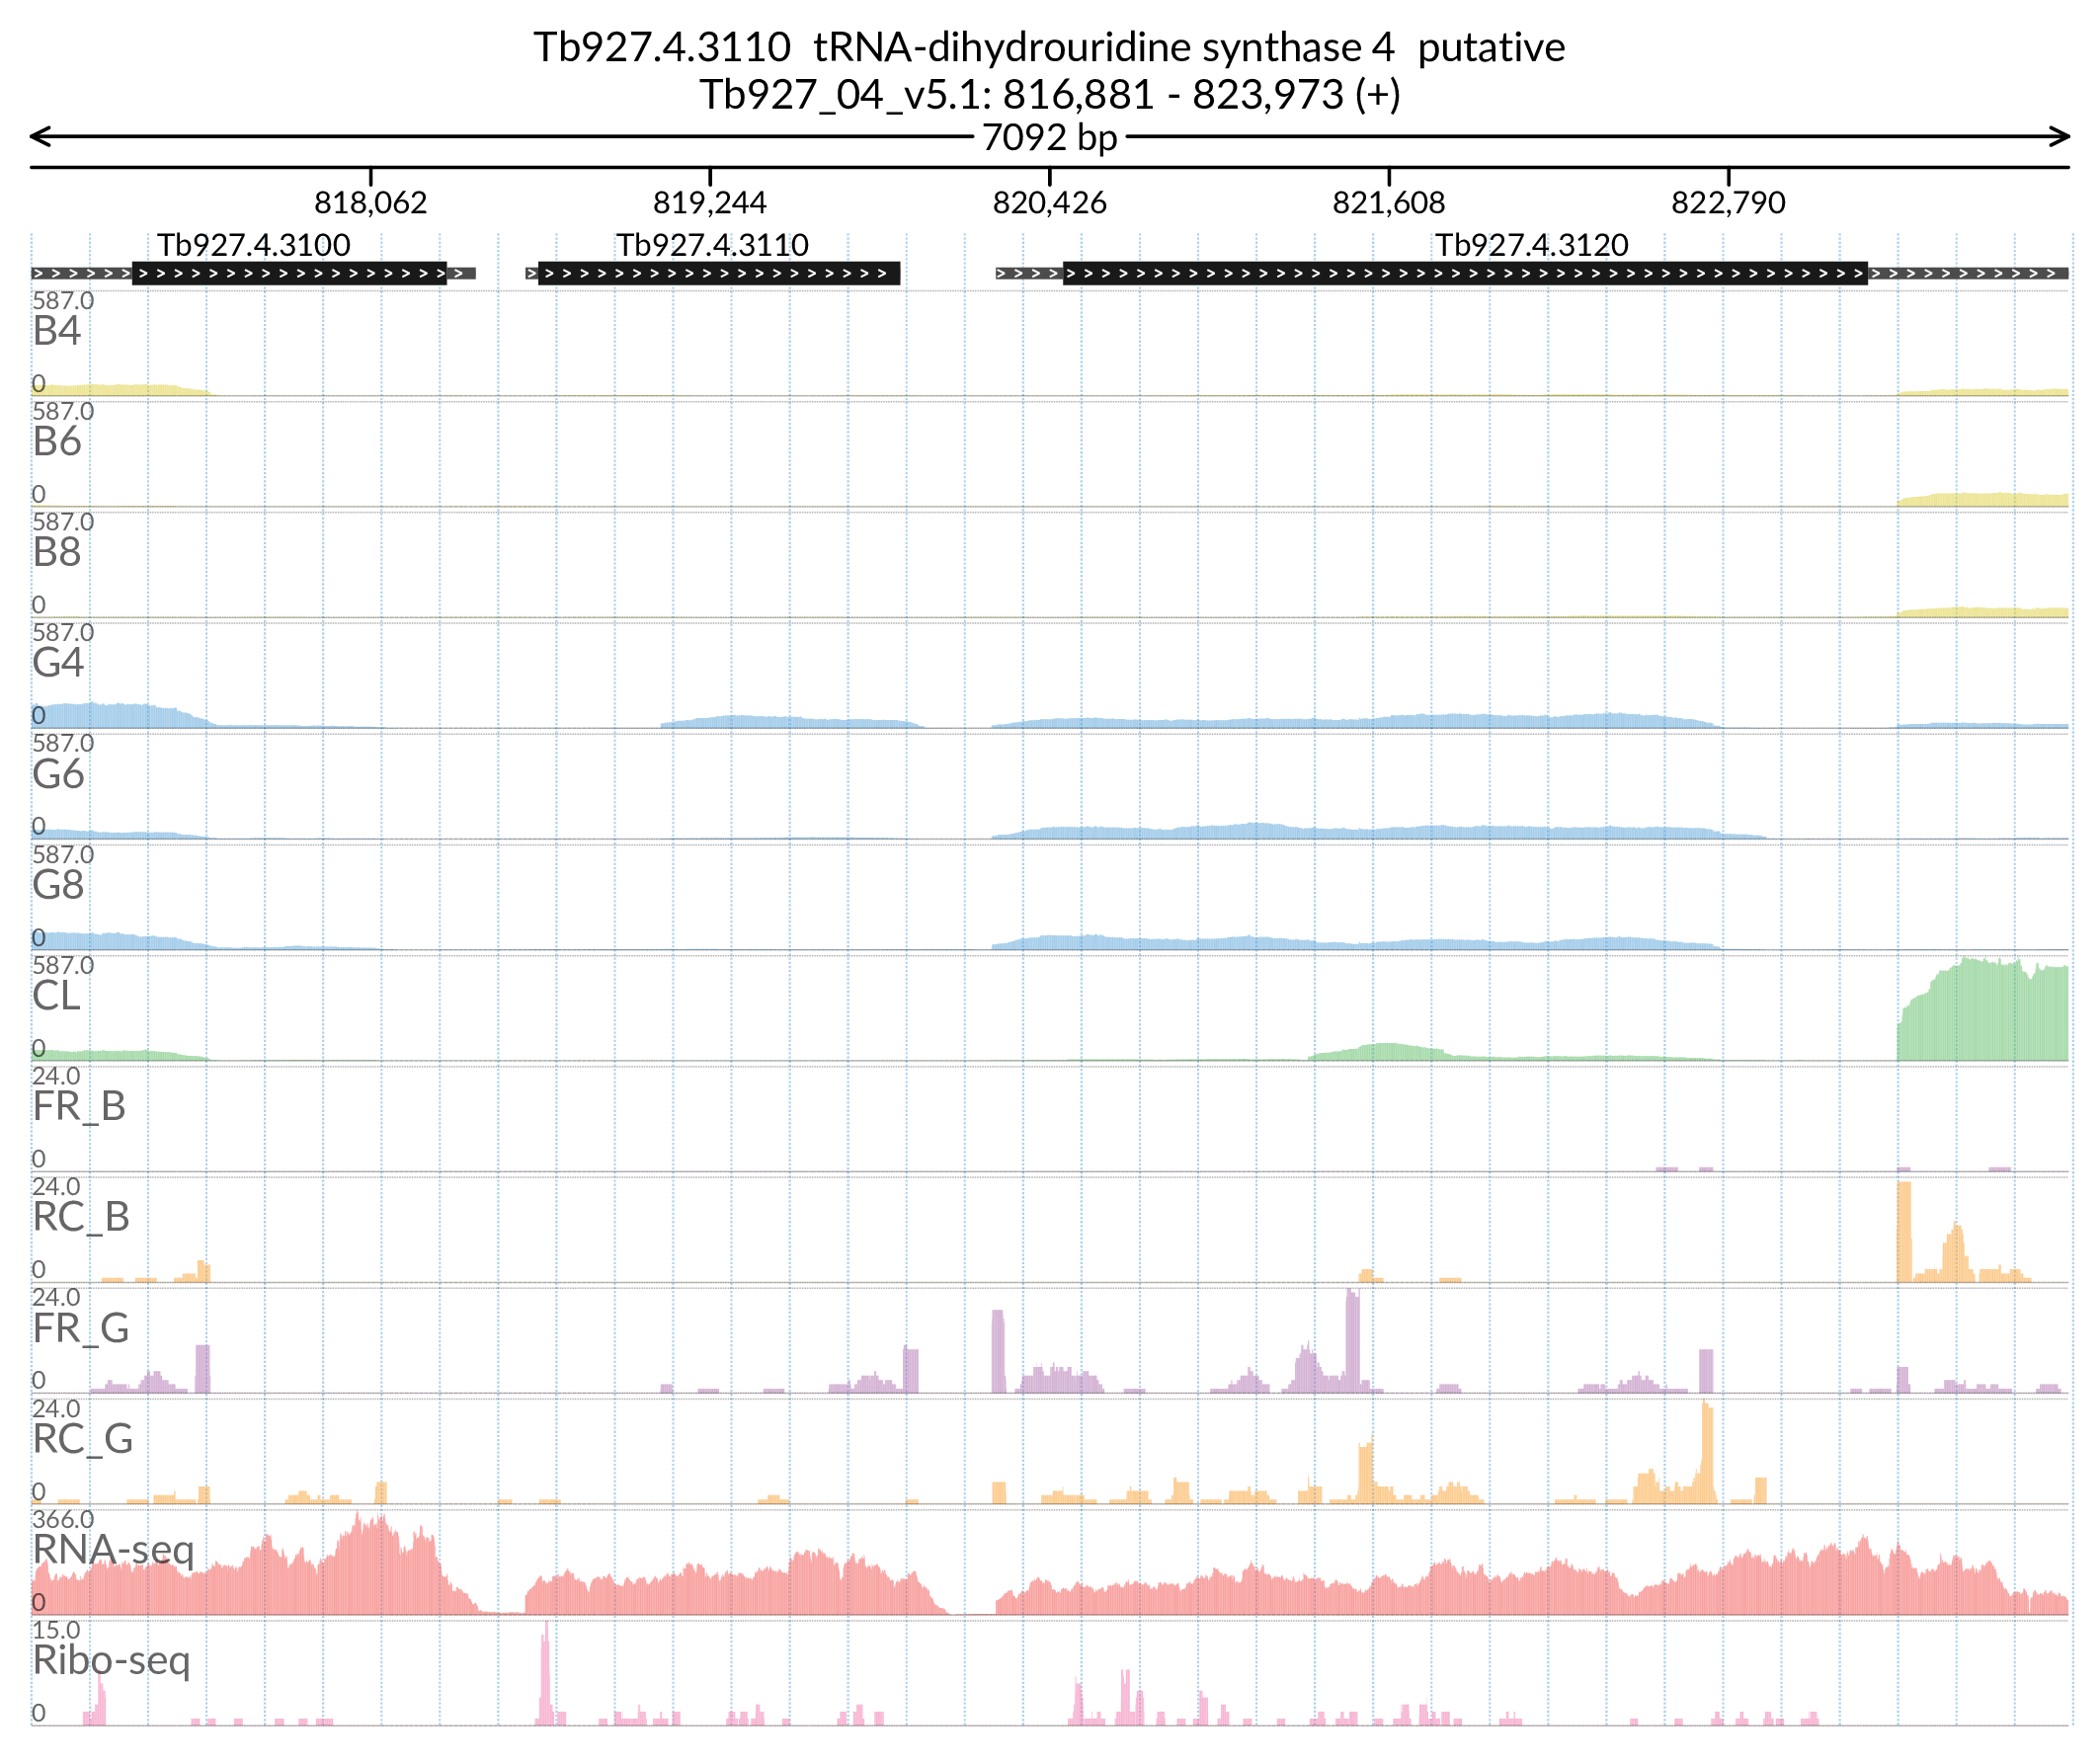 Tb927.4.3110 tRNA-dihydrouridine synthase 4 putative
Tb927_04_v5.1: 816,881 - 823,973 (+)
7092 bp
818,062 819,244 820,426 821,608 822,790
Tb927.4.3100 Tb927.4.3110 Tb927.4.3120
587.0
B4
0
587.0
B6
0
587.0
B8
0
587.0
G4
0
587.0
G6
0
587.0
G8
0
587.0
CL
0
24.0
FR_B
0
24.0
RC_B
0
24.0
FR_G
0
24.0
RC_G
0
366.0
RNA-seq
0
15.0
Ribo-seq
0